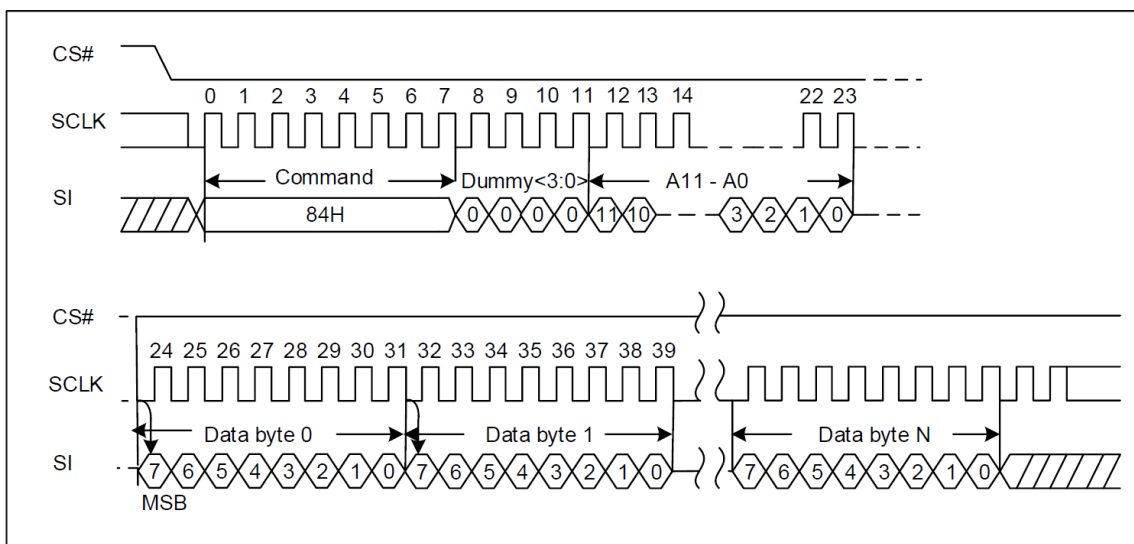 CS#
0 1 2 3 4 5 6 7 8 9 10 11 12 13 14 22 23
SCLK
Command Dummy<3:0> A11 - A0
SI
84H 0 0 0 0 11 10 3 2 1 0
CS#
24 25 26 27 28 29 30 31 32 33 34 35 36 37 38 39
SCLK
Data byte 0 Data byte 1 Data byte N
SI
7 6 5 4 3 2 1 0 7 6 5 4 3 2 1 0 7 6 5 4 3 2 1 0
MSB